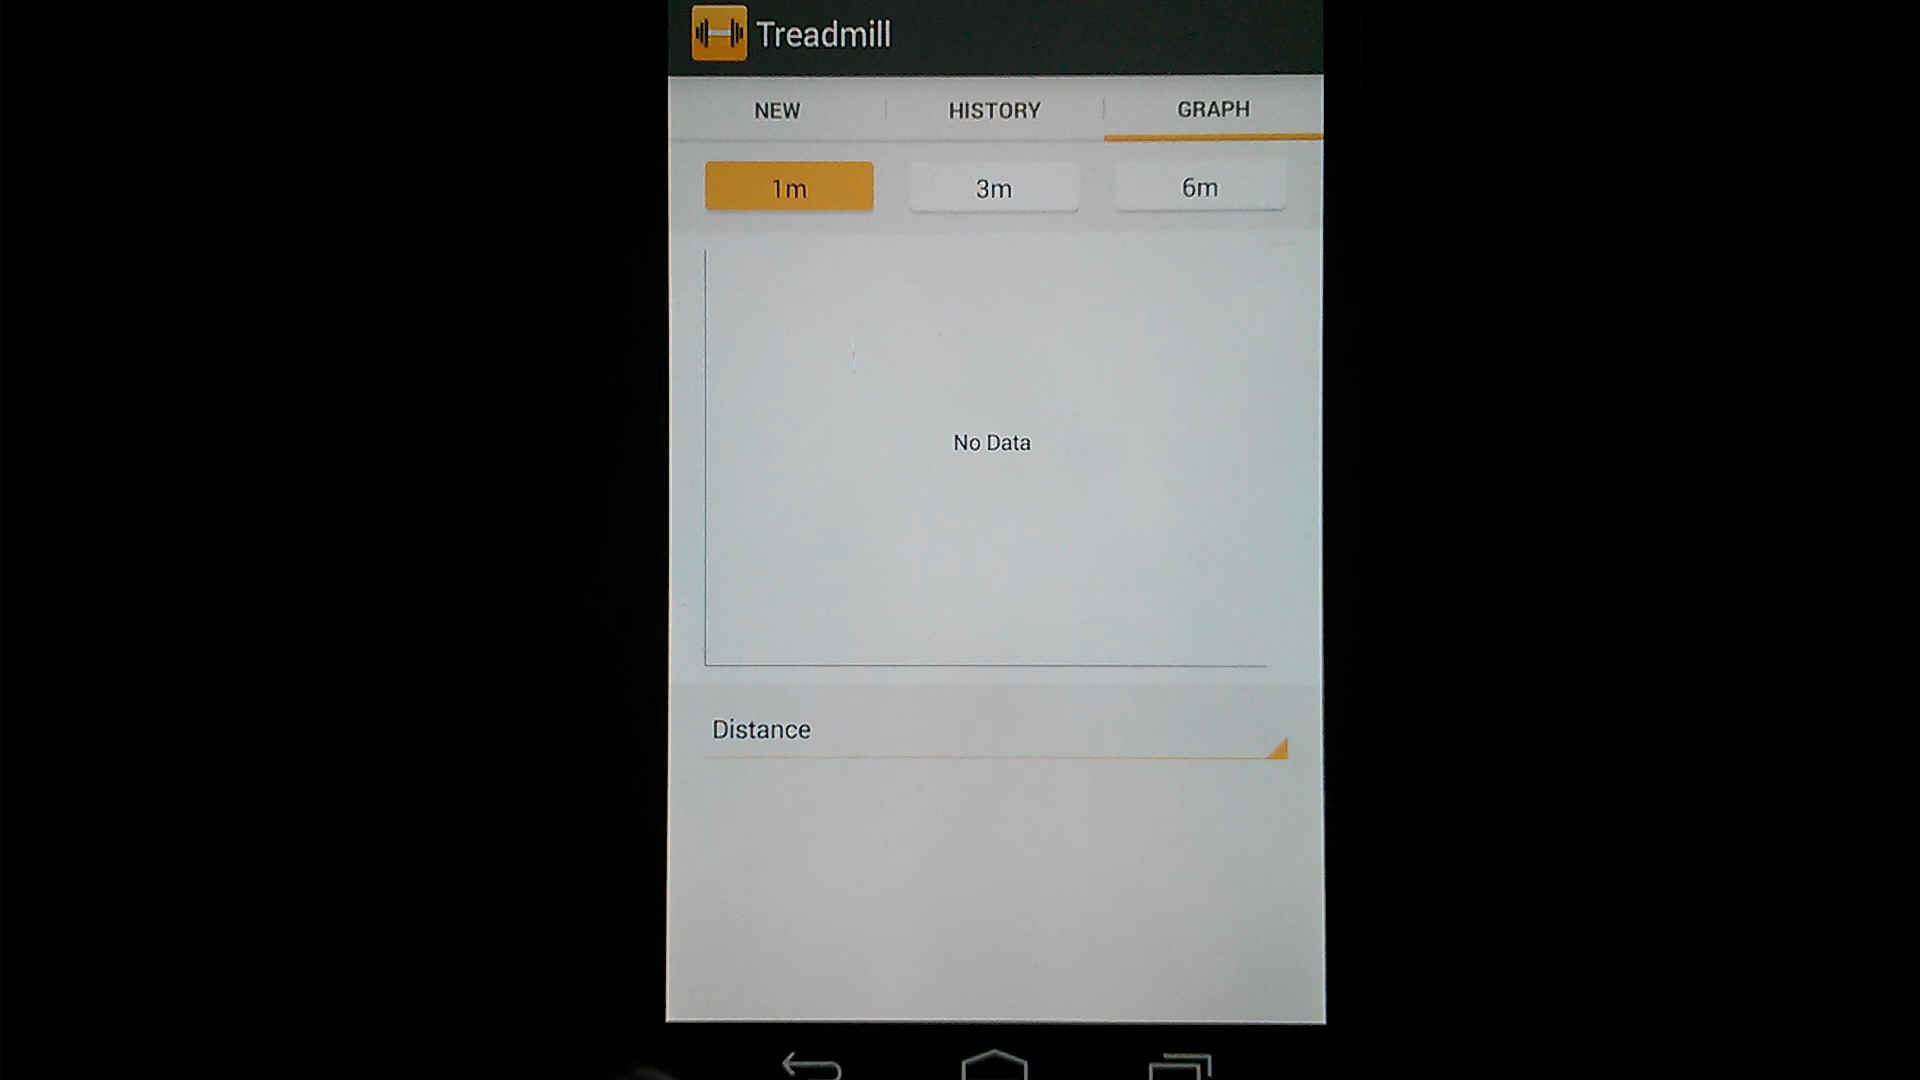 Treadmill
NEW
HISTORY
GRAPH
1m
3m
6m
No Data
Distance